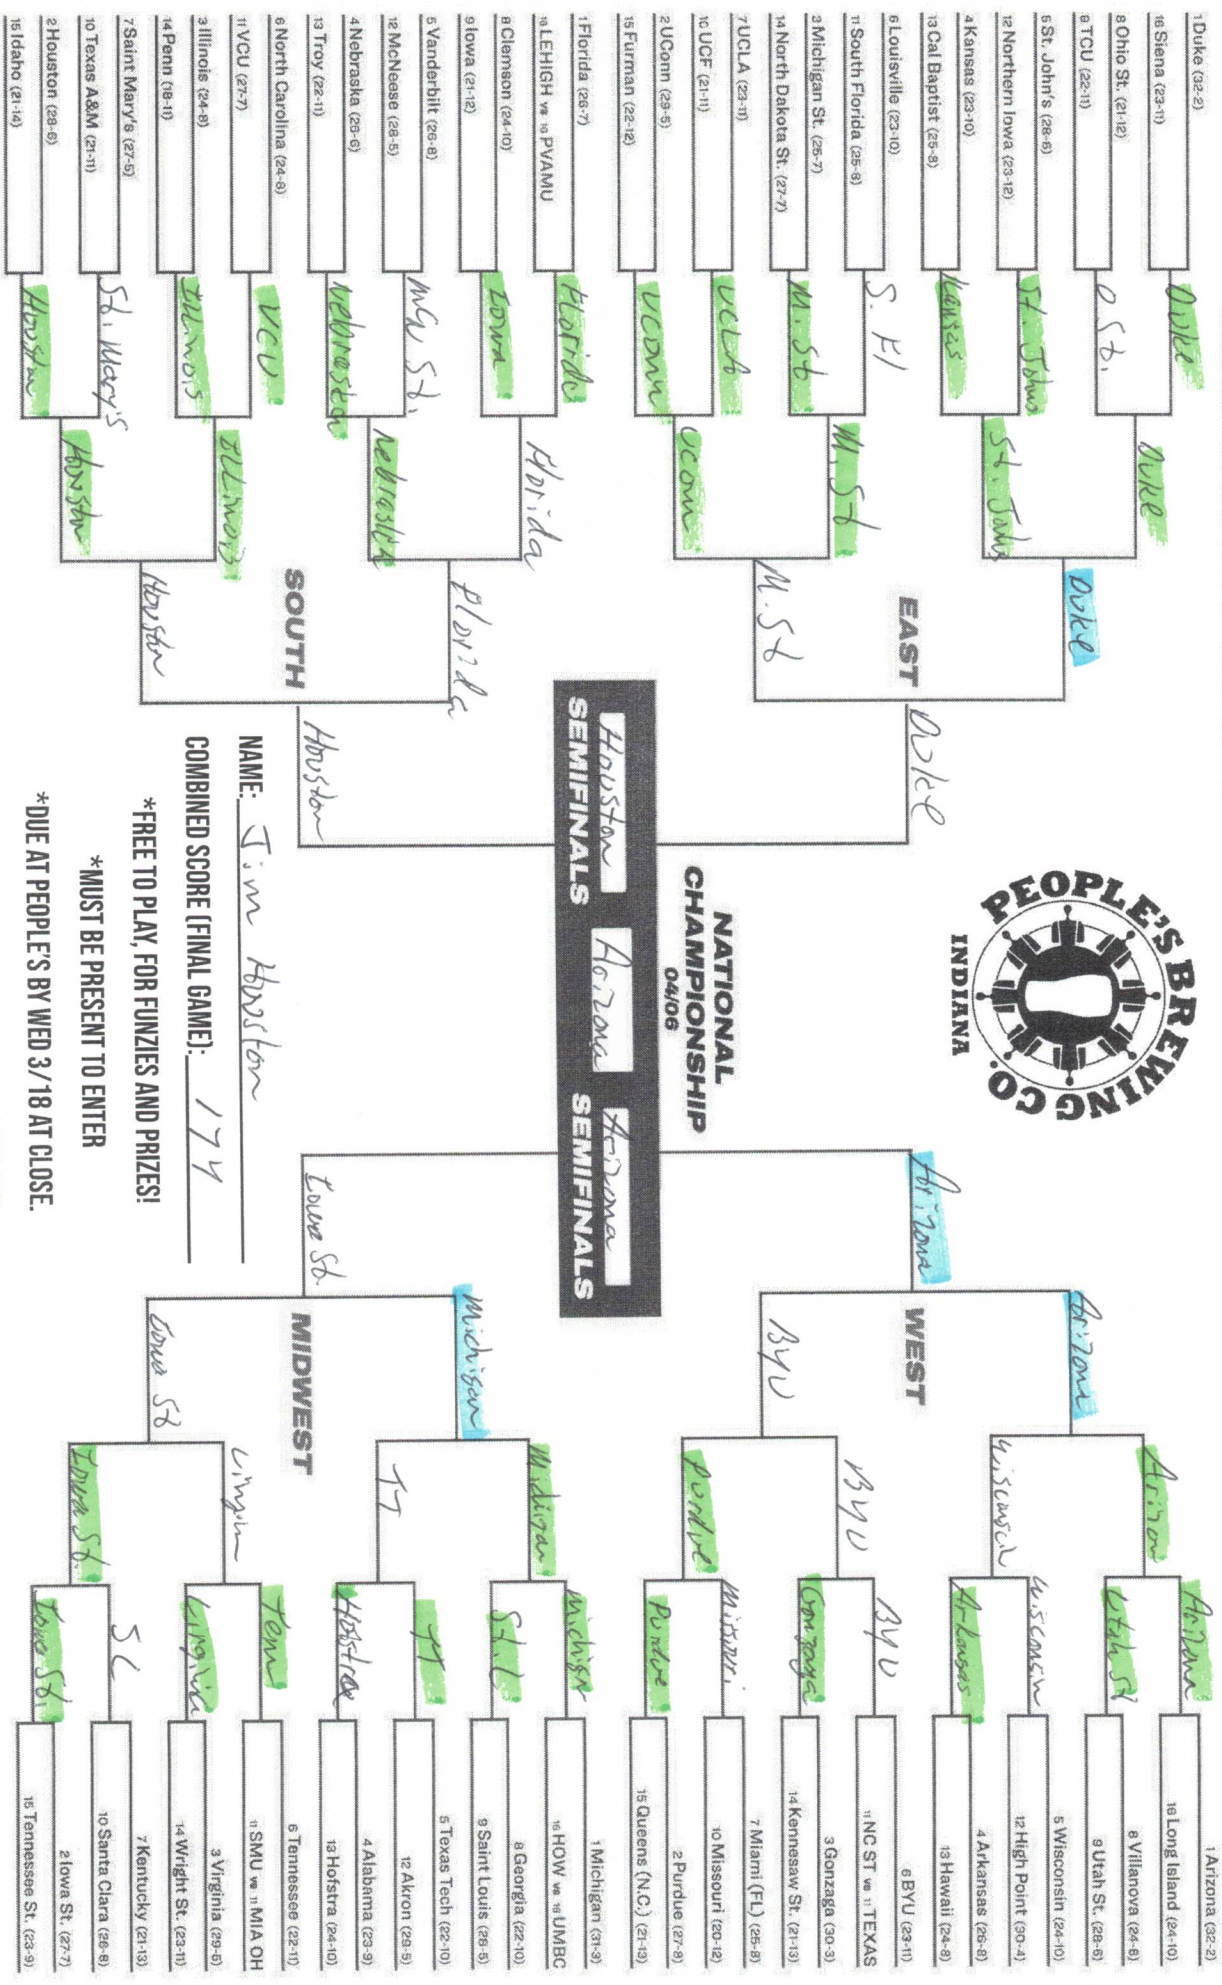 1 Duke (32-2)
16 Siena (23-11)
8 Ohio St. (21-12)
9 TCU (22-11)
5 St. John's (28-6)
12 Northern Iowa (23-12)
4 Kansas (23-10)
13 Cal Baptist (25-8)
6 Louisville (23-10)
11 South Florida (25-8)
3 Michigan St. (25-7)
14 North Dakota St. (27-7)
7 UCLA (23-11)
10 UCF (21-11)
2 UConn (29-5)
15 Furman (22-12)
1 Florida (26-7)
16 LEHIGH vs 16 PVAMU
8 Clemson (24-10)
9 Iowa (21-12)
5 Vanderbilt (26-8)
12 McNeese (28-5)
4 Nebraska (26-6)
13 Troy (22-11)
6 North Carolina (24-8)
11 VCU (27-7)
3 Illinois (24-8)
14 Penn (18-11)
7 Saint Mary's (27-5)
10 Texas A&M (21-11)
2 Houston (28-6)
15 Idaho (21-14)
Duke
O St.
St. Johns
Kansas
S. Fl
M. St
UCLA
UConn
Florida
Iowa
McN St.
Nebraska
VCU
Illinois
St. Mary's
Houston
Duke
St. Johns
M. St
UConn
Florida
Nebraska
Illinois
Houston
Duke
M. St
Florida
Houston
EAST
SOUTH
Duke
Houston
PEOPLE'S BREWING CO.
INDIANA
NATIONAL
CHAMPIONSHIP
04/06
Houston
SEMIFINALS
Arizona
Arizona
SEMIFINALS
NAME: Jim Houston
COMBINED SCORE (FINAL GAME): 174
*FREE TO PLAY, FOR FUNZIES AND PRIZES!
*MUST BE PRESENT TO ENTER
*DUE AT PEOPLE'S BY WED 3/18 AT CLOSE.
Arizona
Iowa St.
WEST
MIDWEST
Arizona
BYU
Michigan
Iowa St
Arizon
Wisconsin
BYU
Purdue
Michigan
TT
Virginia
Iowa St.
Arizona
Utah St
Wisconsin
Arkansas
BYU
Gonzaga
Missouri
Purdue
Michigan
St. L
TT
Hofstra
Tenn
Virginia
SC
Iowa St.
1 Arizona (32-2)
16 Long Island (24-10)
8 Villanova (24-8)
9 Utah St. (28-6)
5 Wisconsin (24-10)
12 High Point (30-4)
4 Arkansas (26-8)
13 Hawaii (24-8)
6 BYU (23-11)
11 NC ST vs 11 TEXAS
3 Gonzaga (30-3)
14 Kennesaw St. (21-13)
7 Miami (FL) (25-8)
10 Missouri (20-12)
2 Purdue (27-8)
15 Queens (N.C.) (21-13)
1 Michigan (31-3)
16 HOW vs 16 UMBC
8 Georgia (22-10)
9 Saint Louis (28-5)
5 Texas Tech (22-10)
12 Akron (29-5)
4 Alabama (23-9)
13 Hofstra (24-10)
6 Tennessee (22-11)
11 SMU vs 11 MIA OH
3 Virginia (29-5)
14 Wright St. (23-11)
7 Kentucky (21-13)
10 Santa Clara (26-8)
2 Iowa St. (27-7)
15 Tennessee St. (23-9)